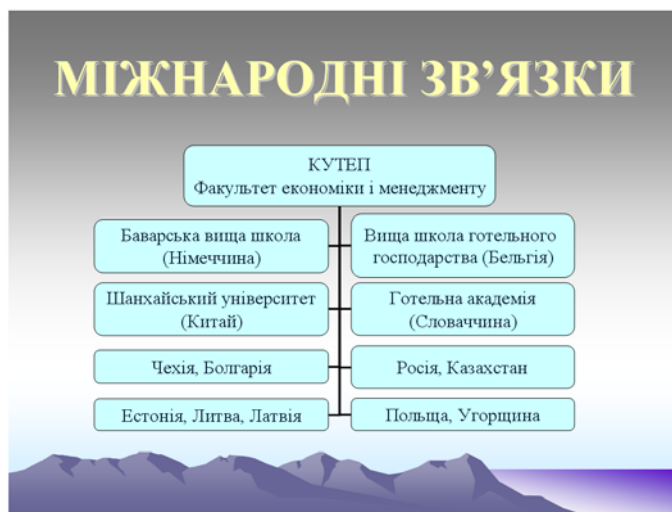 МІЖНАРОДНІ ЗВ’ЯЗКИ
КУТЕП
Факультет економіки і менеджменту
Баварська вища школа
(Німеччина)
Вища школа готельного
господарства (Бельгія)
Шанхайський університет
(Китай)
Готельна академія
(Словаччина)
Чехія, Болгарія
Росія, Казахстан
Естонія, Литва, Латвія
Польща, Угорщина